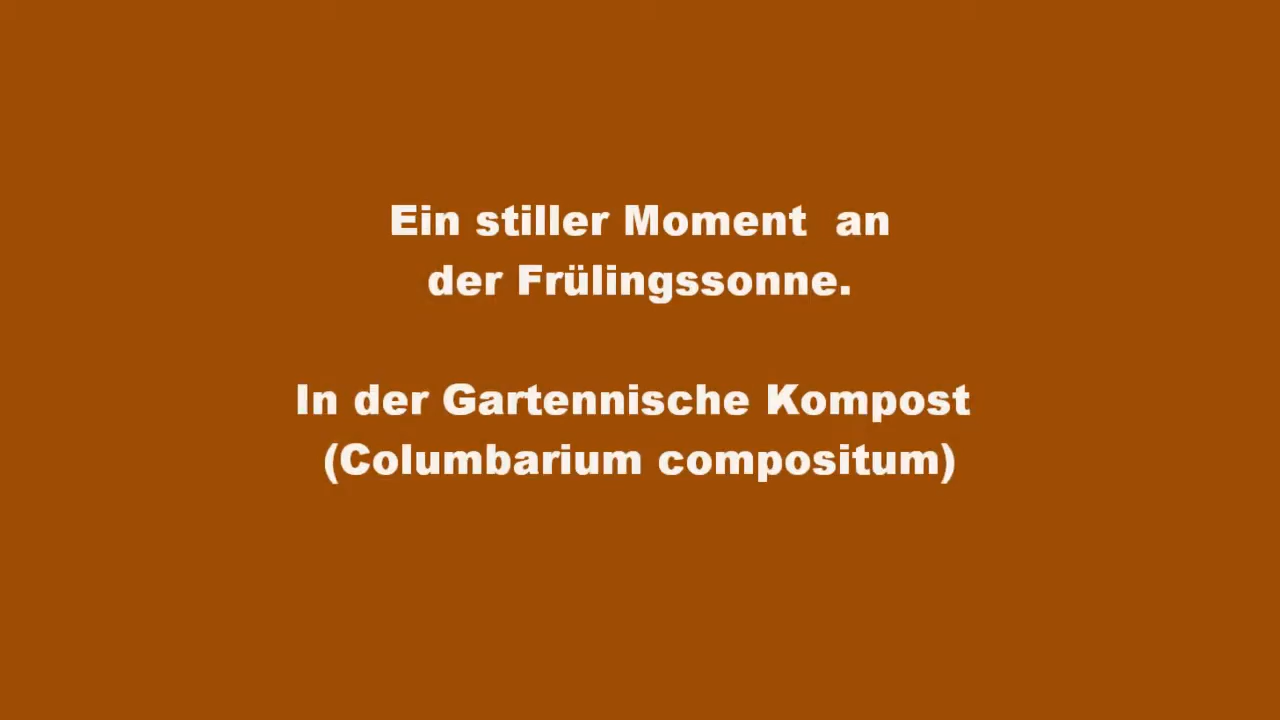 Ein stiller Moment  an
der Frülingssonne.
In der Gartennische Kompost
(Columbarium compositum)